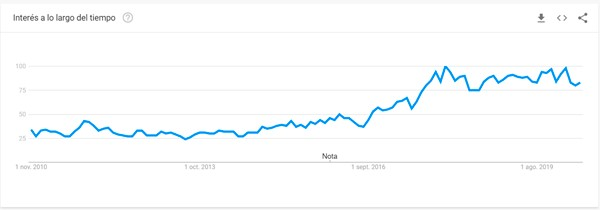 Interés a lo largo del tiempo
100
75
50
25
Nota
1 nov. 2010
1 oct. 2013
1 sept. 2016
1 ago. 2019